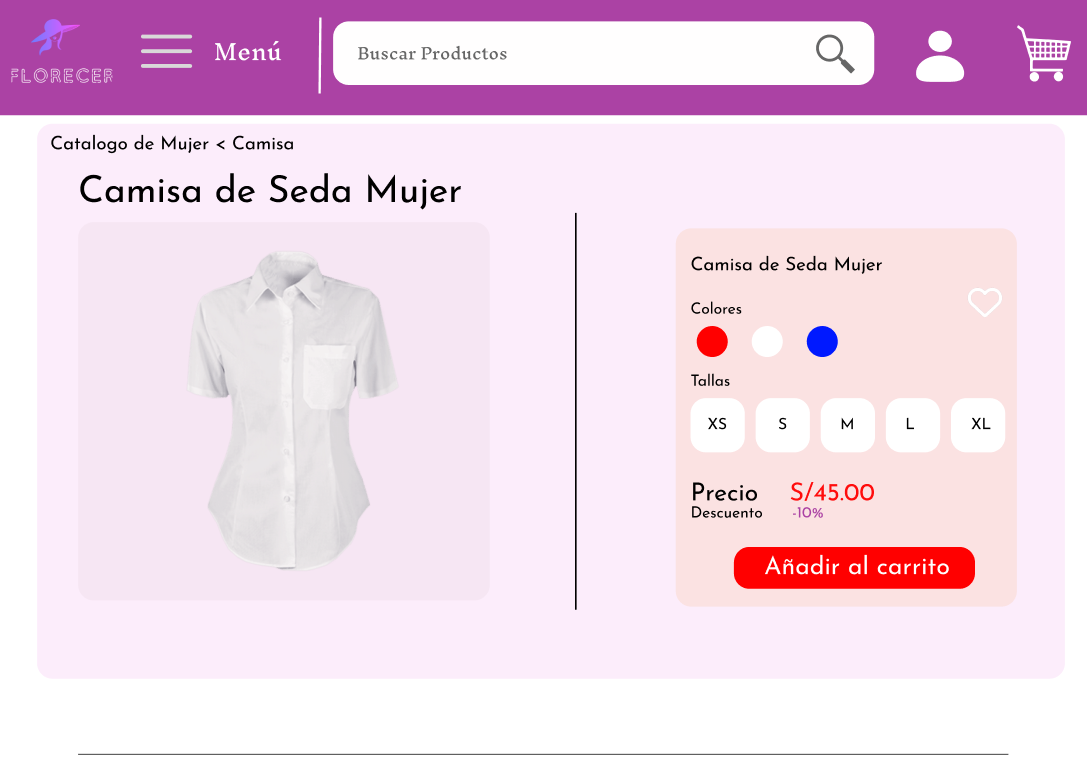 FLORECER
Menú
Buscar Productos
Catalogo de Mujer < Camisa
Camisa de Seda Mujer
Camisa de Seda Mujer
Colores
Tallas
XS S M L XL
Precio S/45.00
Descuento -10%
Añadir al carrito